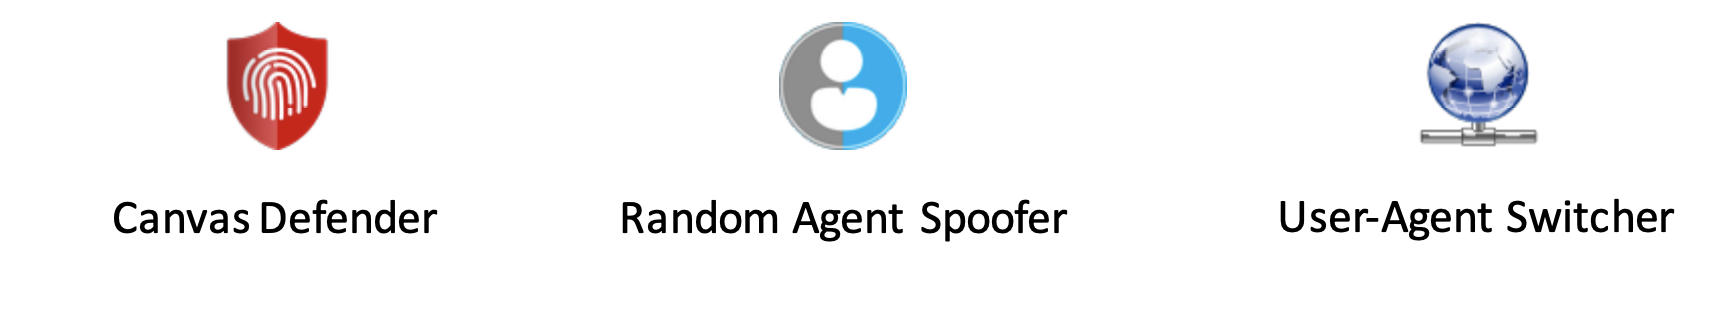 Canvas Defender
Random Agent Spoofer
User-Agent Switcher